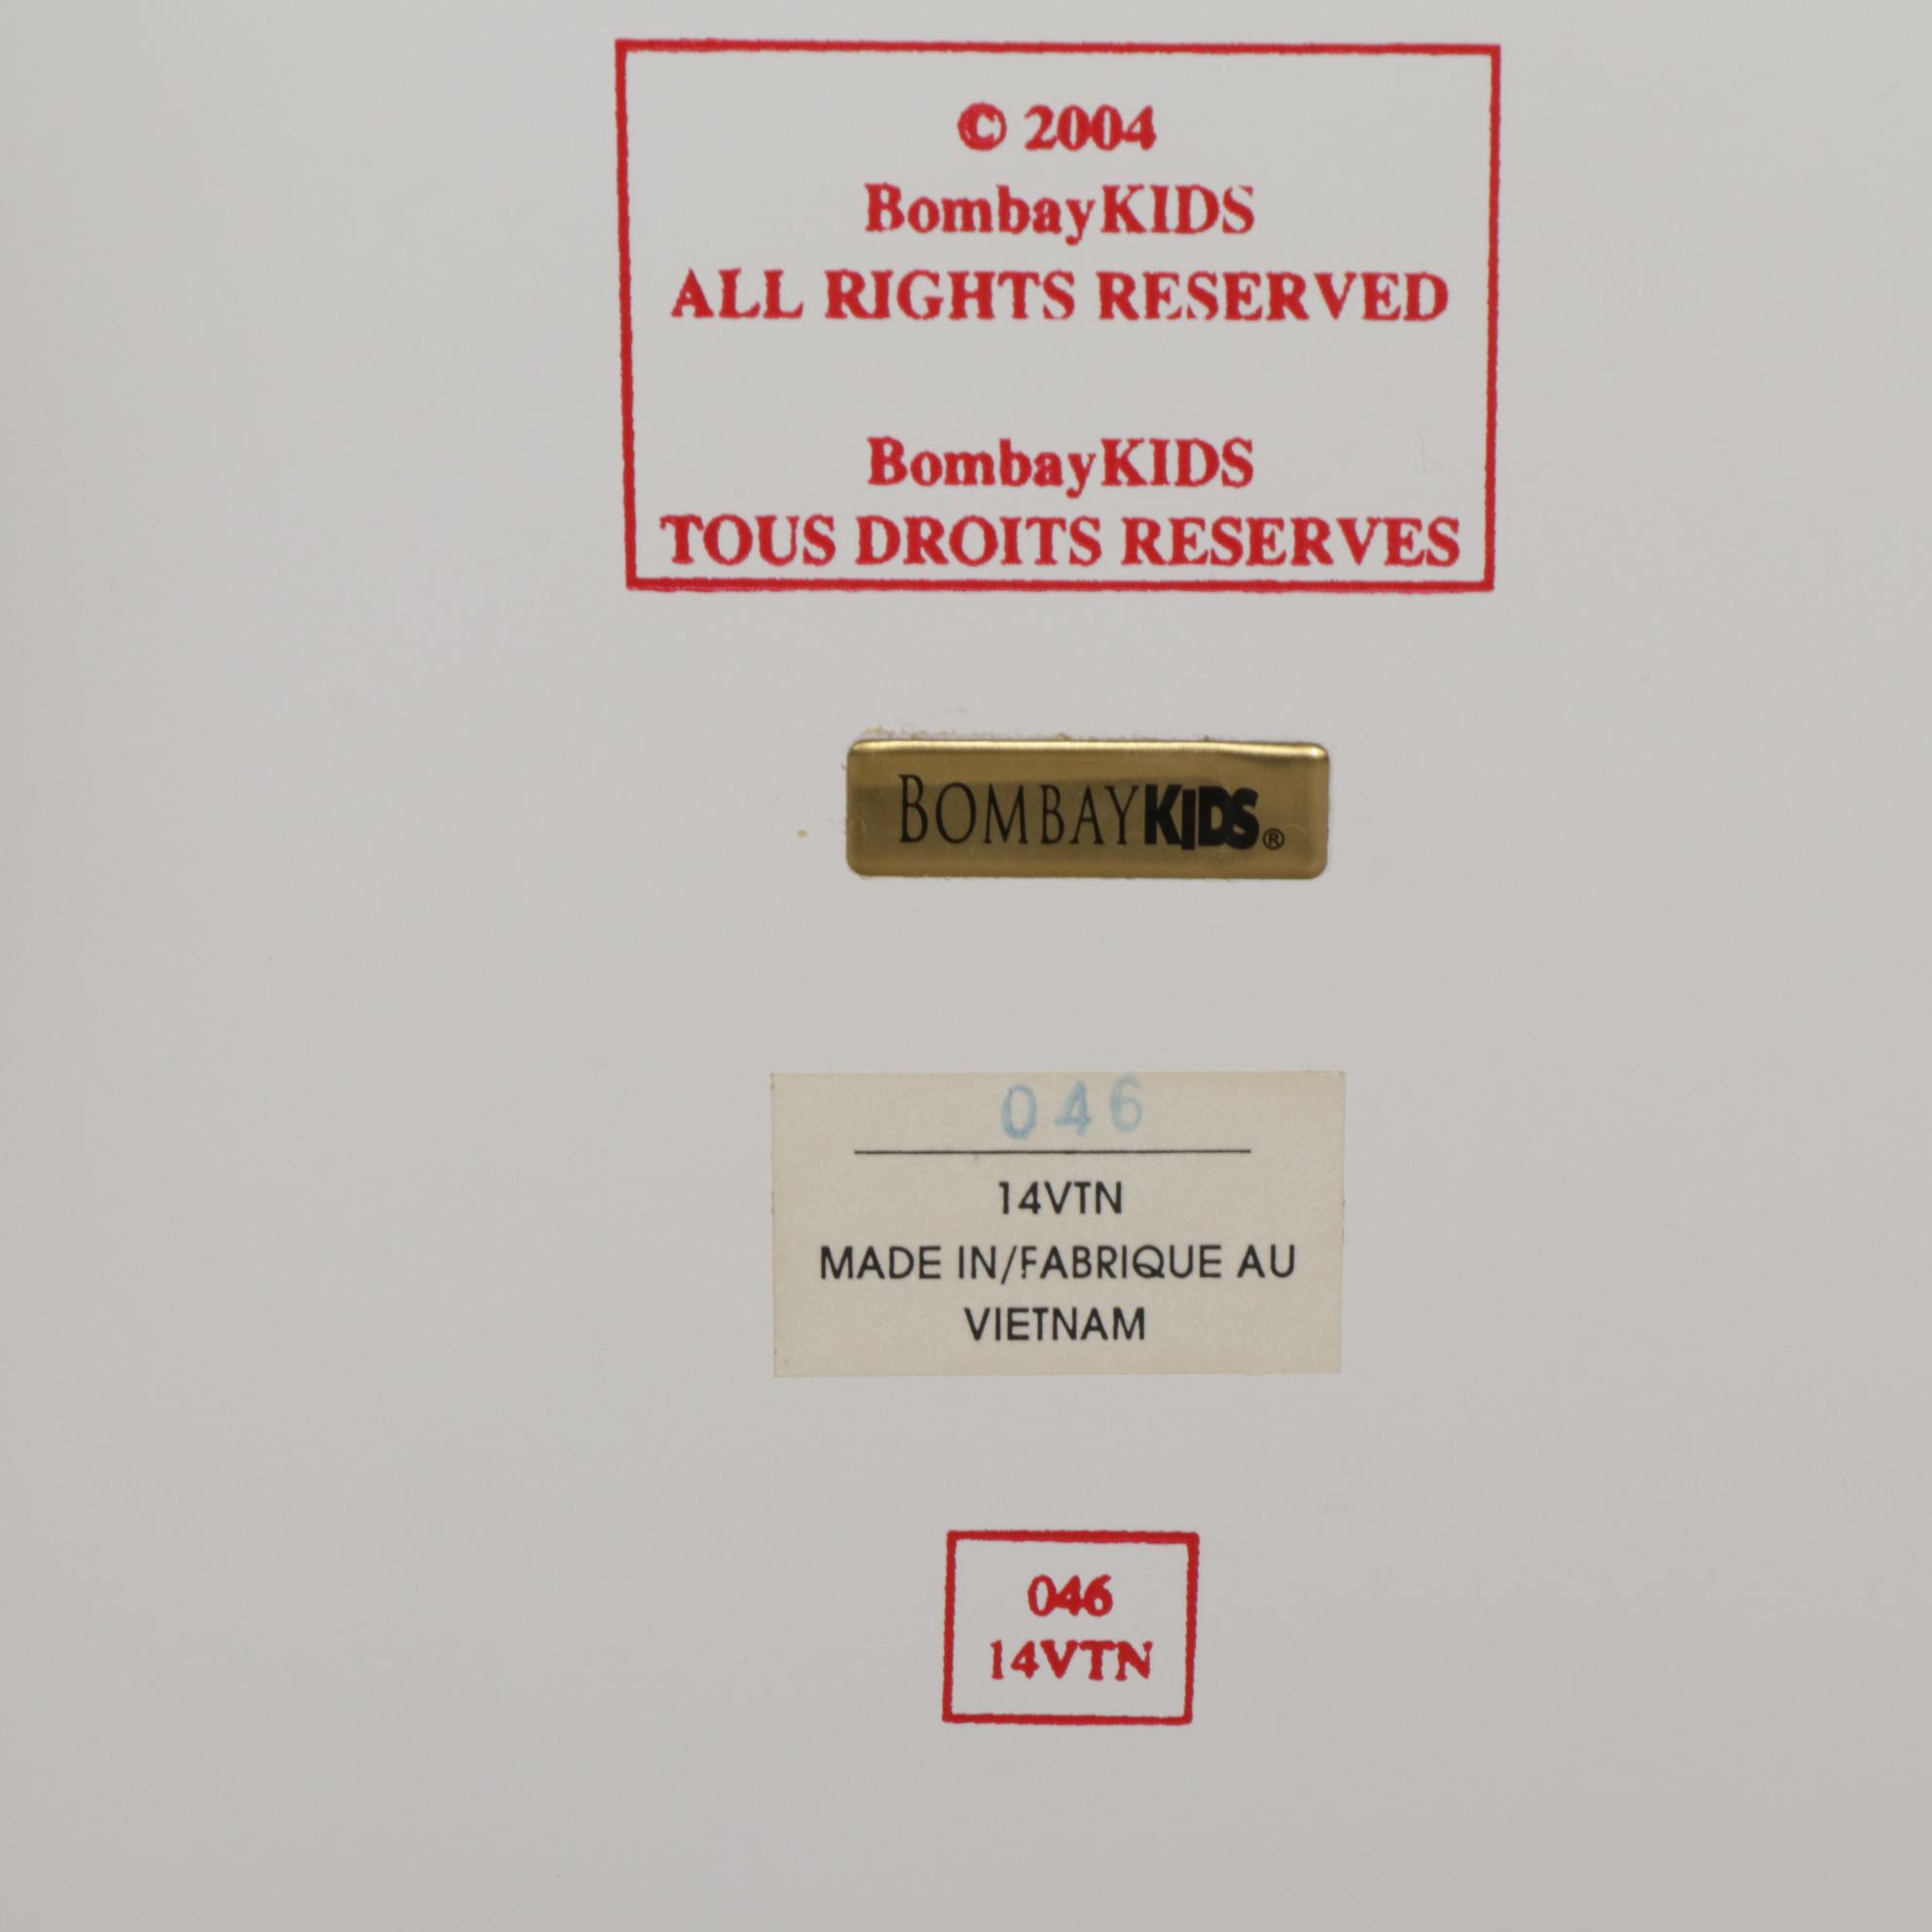 © 2004
BombayKIDS
ALL RIGHTS RESERVED
BombayKIDS
TOUS DROITS RESERVES
BOMBAYKIDS®
046
14VTN
MADE IN/FABRIQUE AU
VIETNAM
046
14VTN